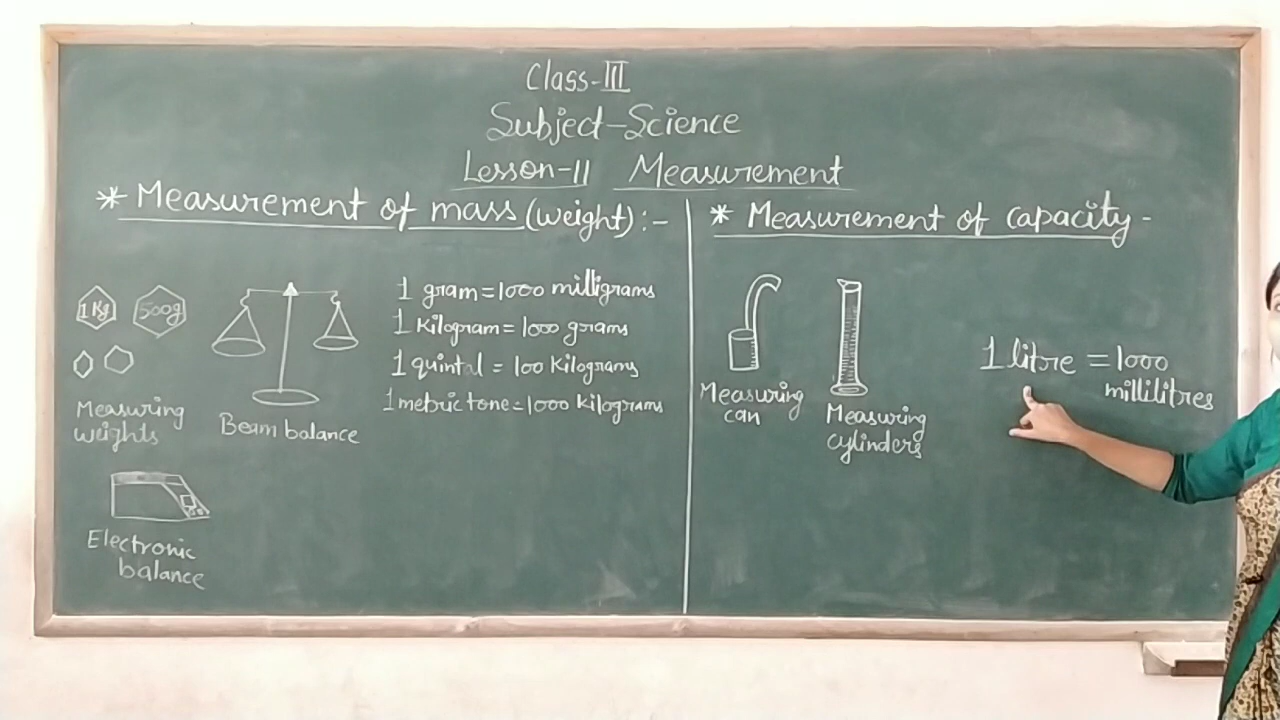 Class-III
Subject-Science
Lesson-11 Measurement
* Measurement of mass (weight):-
1 Kg
500g
Measuring
weights
Beam balance
1 gram = 1000 milligrams
1 Kilogram = 1000 grams
1 quintal = 100 Kilograms
1 metric tone = 1000 kilograms
Electronic
balance
* Measurement of capacity -
Measuring
can
Measuring
cylinders
1 litre = 1000
millilitres